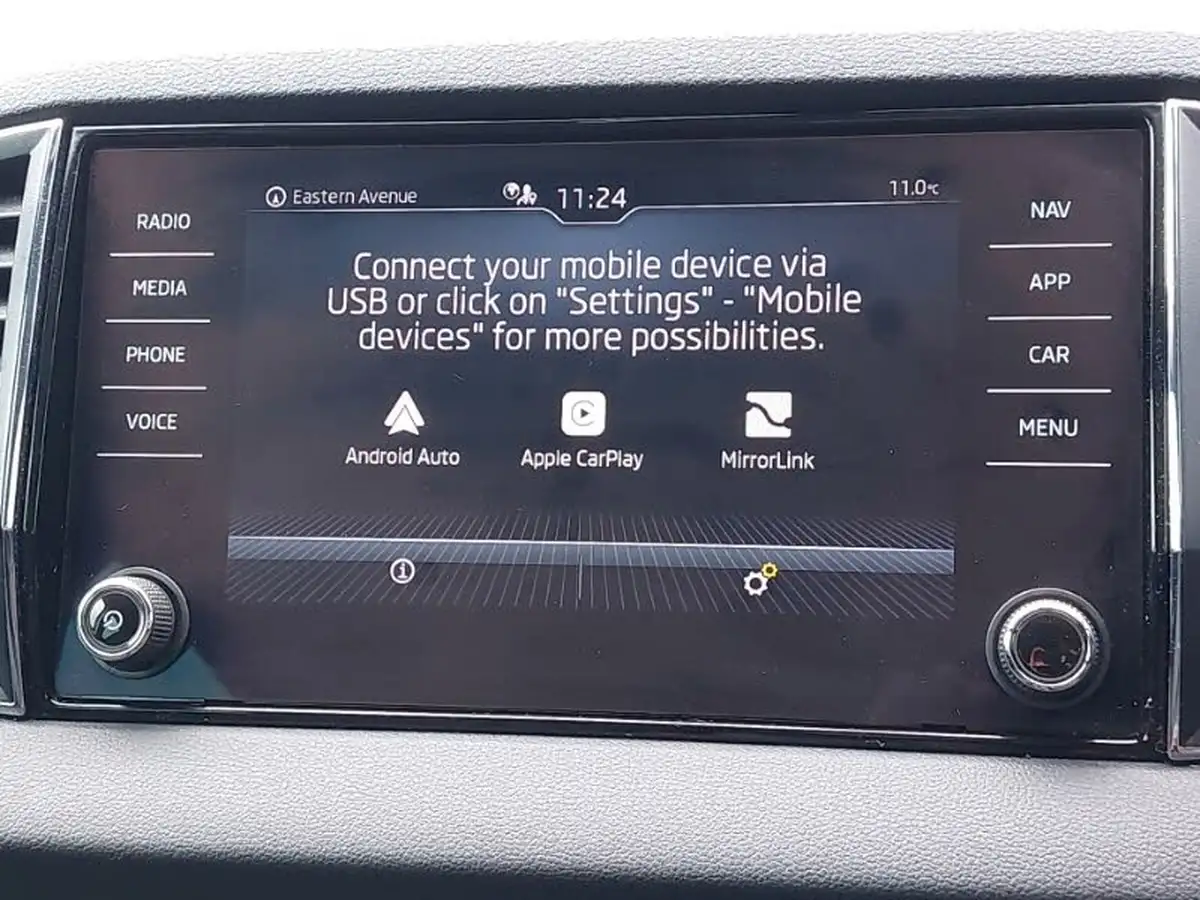 Eastern Avenue
11:24
11.0°C
RADIO
MEDIA
PHONE
VOICE
Connect your mobile device via
USB or click on "Settings" - "Mobile
devices" for more possibilities.
Android Auto
Apple CarPlay
MirrorLink
NAV
APP
CAR
MENU